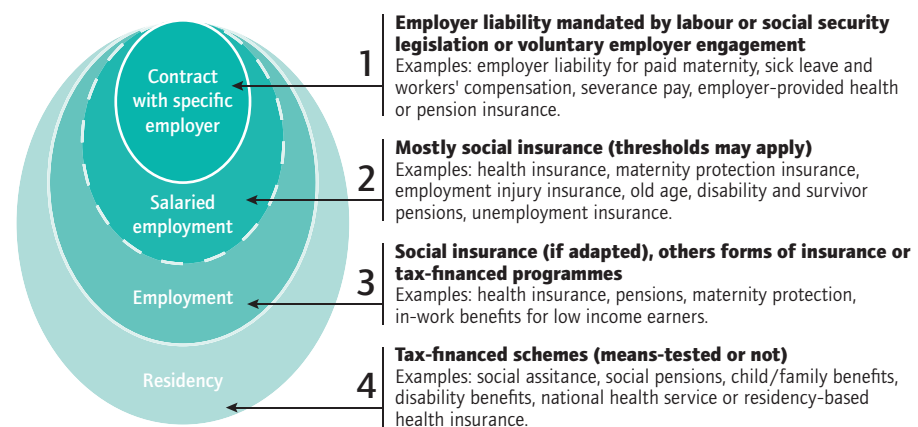 Contract
with specific
employer
Salaried
employment
Employment
Residency
1
Employer liability mandated by labour or social security
legislation or voluntary employer engagement
Examples: employer liability for paid maternity, sick leave and
workers' compensation, severance pay, employer-provided health
or pension insurance.
2
Mostly social insurance (thresholds may apply)
Examples: health insurance, maternity protection insurance,
employment injury insurance, old age, disability and survivor
pensions, unemployment insurance.
3
Social insurance (if adapted), others forms of insurance or
tax-financed programmes
Examples: health insurance, pensions, maternity protection,
in-work benefits for low income earners.
4
Tax-financed schemes (means-tested or not)
Examples: social assitance, social pensions, child/family benefits,
disability benefits, national health service or residency-based
health insurance.